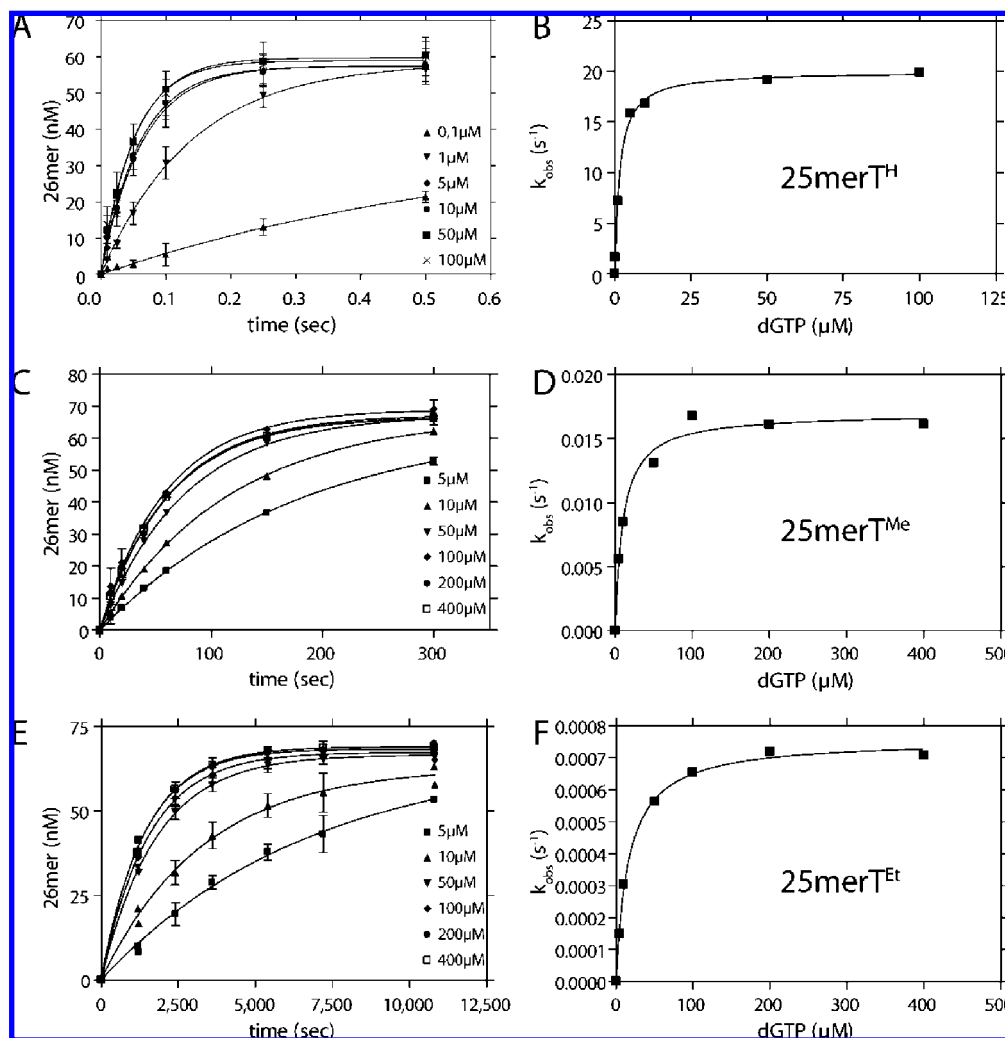 A
26mer (nM)
70
60
50
40
30
20
10
0
0,1µM
1µM
5µM
10µM
50µM
100µM
0.0 0.1 0.2 0.3 0.4 0.5 0.6
time (sec)
B
k_obs (s⁻¹)
25
20
15
10
5
0
25merTᴴ
0 25 50 75 100 125
dGTP (µM)
C
26mer (nM)
80
70
60
50
40
30
20
10
0
5µM
10µM
50µM
100µM
200µM
400µM
0 100 200 300
time (sec)
D
k_obs (s⁻¹)
0.020
0.015
0.010
0.005
0.000
25merTᴹᵉ
0 100 200 300 400 500
dGTP (µM)
E
26mer (nM)
75
50
25
0
5µM
10µM
50µM
100µM
200µM
400µM
0 2,500 5,000 7,500 10,000 12,500
time (sec)
F
k_obs (s⁻¹)
0.0008
0.0007
0.0006
0.0005
0.0004
0.0003
0.0002
0.0001
0.0000
25merTᴱᵗ
0 100 200 300 400 500
dGTP (µM)